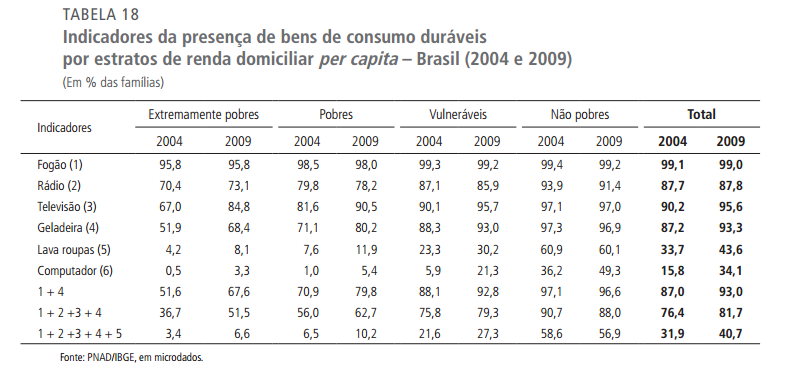 TABELA 18
Indicadores da presença de bens de consumo duráveis
por estratos de renda domiciliar per capita – Brasil (2004 e 2009)
(Em % das famílias)
Indicadores Extremamente pobres Pobres Vulneráveis Não pobres Total
2004 2009 2004 2009 2004 2009 2004 2009 2004 2009
Fogão (1) 95,8 95,8 98,5 98,0 99,3 99,2 99,4 99,2 99,1 99,0
Rádio (2) 70,4 73,1 79,8 78,2 87,1 85,9 93,9 91,4 87,7 87,8
Televisão (3) 67,0 84,8 81,6 90,5 90,1 95,7 97,1 97,0 90,2 95,6
Geladeira (4) 51,9 68,4 71,1 80,2 88,3 93,0 97,3 96,9 87,2 93,3
Lava roupas (5) 4,2 8,1 7,6 11,9 23,3 30,2 60,9 60,1 33,7 43,6
Computador (6) 0,5 3,3 1,0 5,4 5,9 21,3 36,2 49,3 15,8 34,1
1 + 4 51,6 67,6 70,9 79,8 88,1 92,8 97,1 96,6 87,0 93,0
1 + 2 +3 + 4 36,7 51,5 56,0 62,7 75,8 79,3 90,7 88,0 76,4 81,7
1 + 2 +3 + 4 + 5 3,4 6,6 6,5 10,2 21,6 27,3 58,6 56,9 31,9 40,7
Fonte: PNAD/IBGE, em microdados.